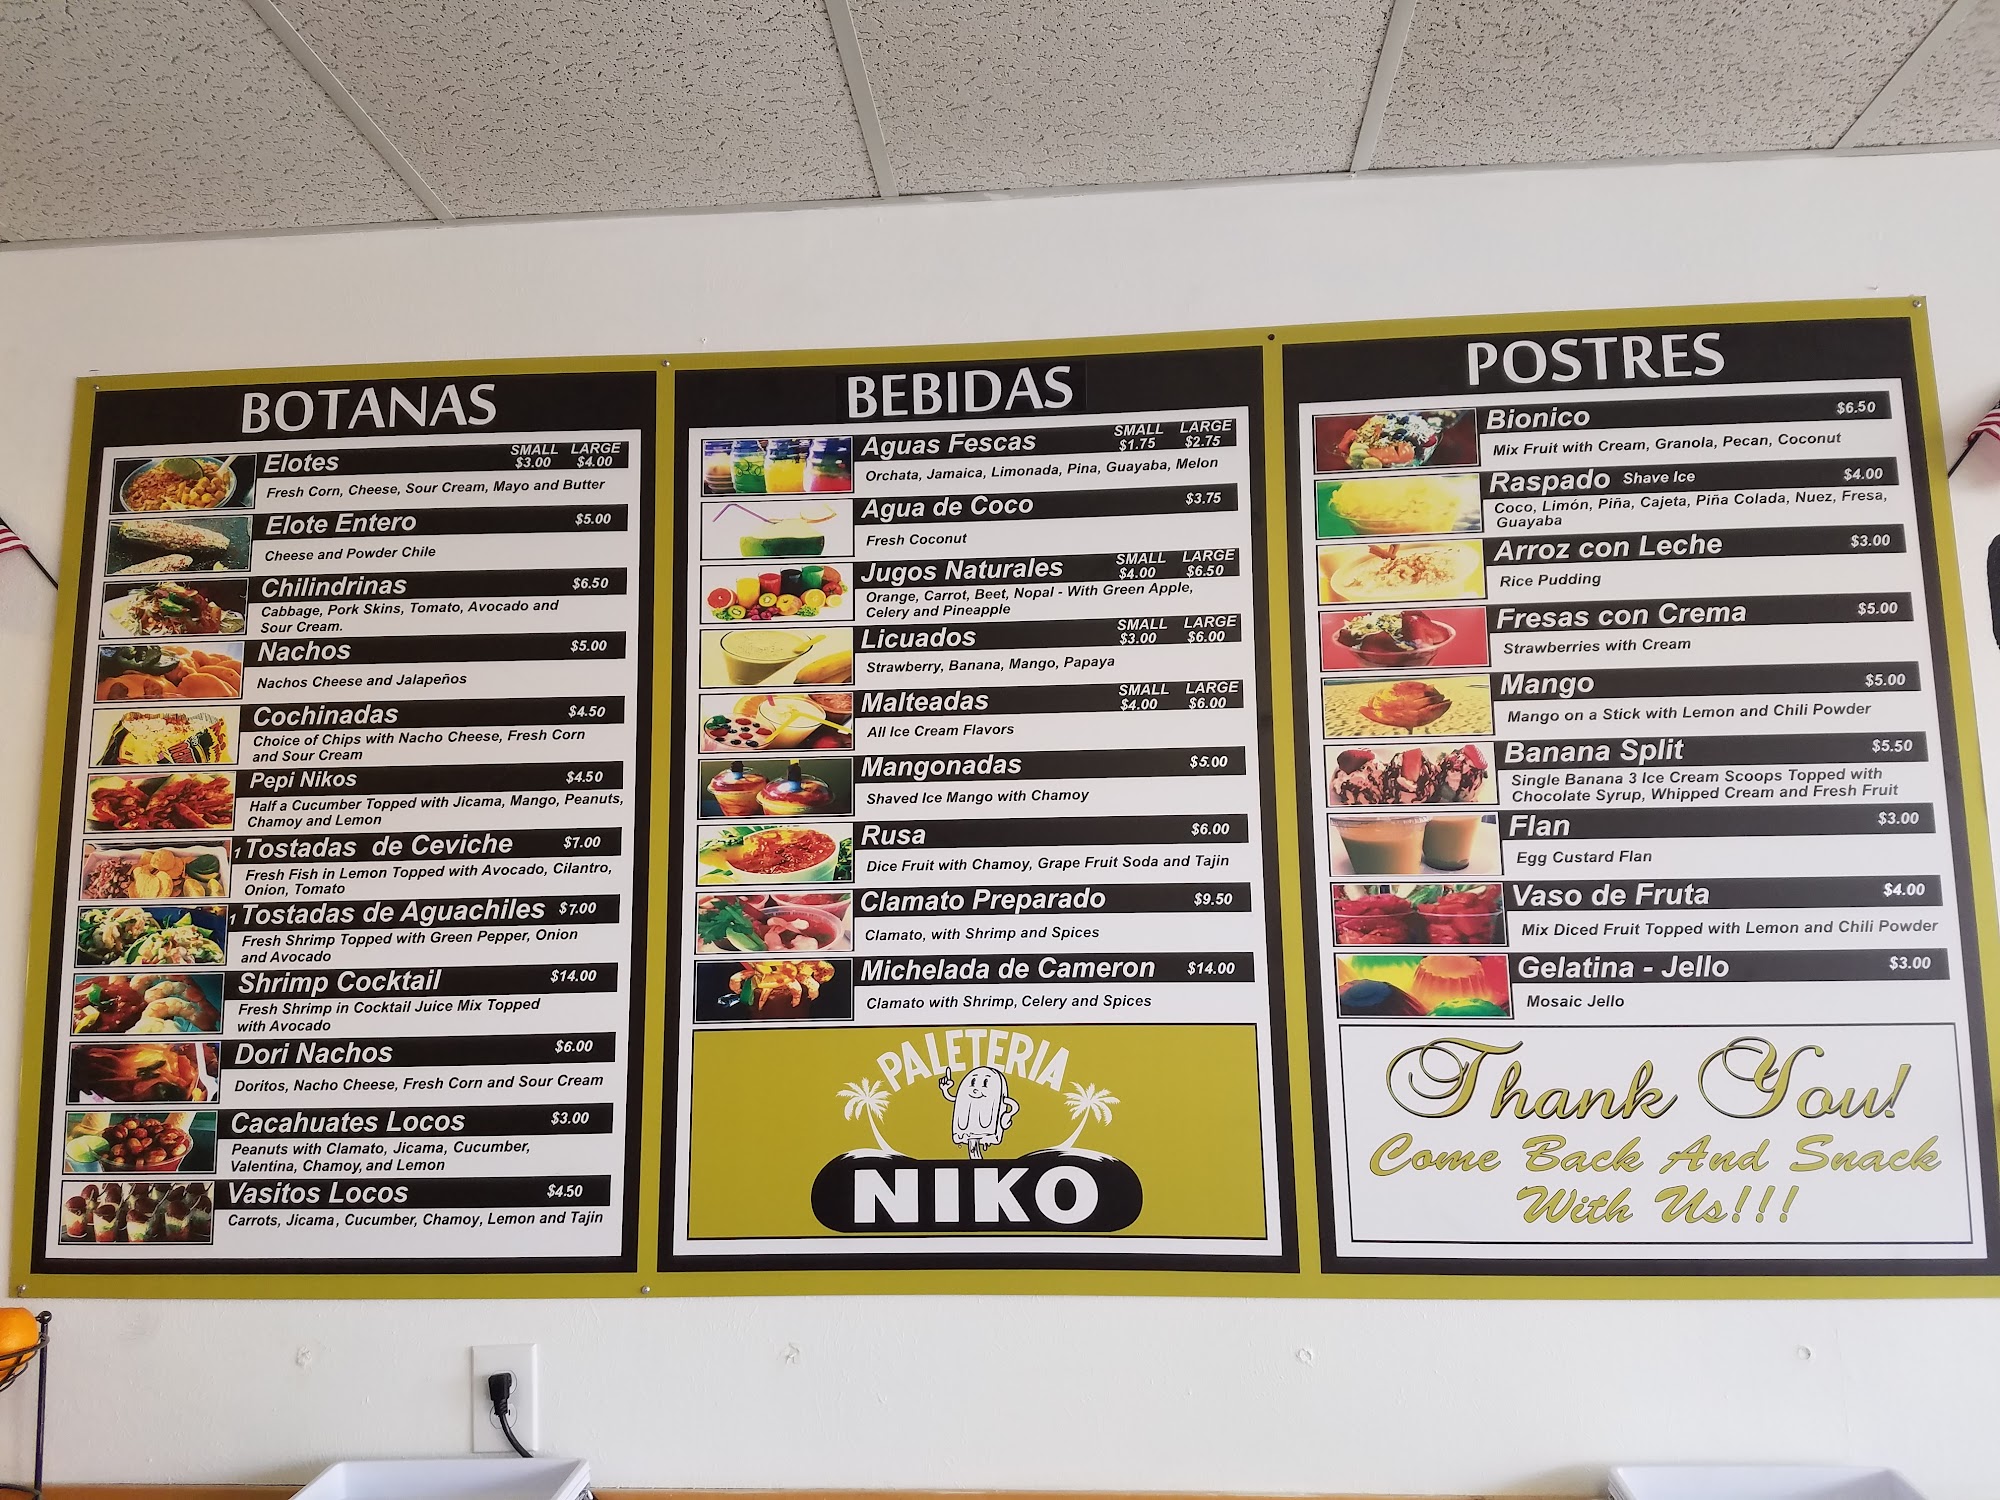 BOTANAS
Elotes SMALL LARGE
$3.00 $4.00
Fresh Corn, Cheese, Sour Cream, Mayo and Butter
Elote Entero $5.00
Cheese and Powder Chile
Chilindrinas $6.50
Cabbage, Pork Skins, Tomato, Avocado and
Sour Cream.
Nachos $5.00
Nachos Cheese and Jalapeños
Cochinadas $4.50
Choice of Chips with Nacho Cheese, Fresh Corn
and Sour Cream
Pepi Nikos $4.50
Half a Cucumber Topped with Jicama, Mango, Peanuts,
Chamoy and Lemon
1 Tostadas de Ceviche $7.00
Fresh Fish in Lemon Topped with Avocado, Cilantro,
Onion, Tomato
1 Tostadas de Aguachiles $7.00
Fresh Shrimp Topped with Green Pepper, Onion
and Avocado
Shrimp Cocktail $14.00
Fresh Shrimp in Cocktail Juice Mix Topped
with Avocado
Dori Nachos $6.00
Doritos, Nacho Cheese, Fresh Corn and Sour Cream
Cacahuates Locos $3.00
Peanuts with Clamato, Jicama, Cucumber,
Valentina, Chamoy, and Lemon
Vasitos Locos $4.50
Carrots, Jicama, Cucumber, Chamoy, Lemon and Tajin
BEBIDAS
Aguas Fescas SMALL LARGE
$1.75 $2.75
Orchata, Jamaica, Limonada, Pina, Guayaba, Melon
Agua de Coco $3.75
Fresh Coconut
Jugos Naturales SMALL LARGE
$4.00 $6.50
Orange, Carrot, Beet, Nopal - With Green Apple,
Celery and Pineapple
Licuados SMALL LARGE
$3.00 $6.00
Strawberry, Banana, Mango, Papaya
Malteadas SMALL LARGE
$4.00 $6.00
All Ice Cream Flavors
Mangonadas $5.00
Shaved Ice Mango with Chamoy
Rusa $6.00
Dice Fruit with Chamoy, Grape Fruit Soda and Tajin
Clamato Preparado $9.50
Clamato, with Shrimp and Spices
Michelada de Cameron $14.00
Clamato with Shrimp, Celery and Spices
PALETERIA
NIKO
POSTRES
Bionico $6.50
Mix Fruit with Cream, Granola, Pecan, Coconut
Raspado Shave Ice $4.00
Coco, Limón, Piña, Cajeta, Piña Colada, Nuez, Fresa,
Guayaba
Arroz con Leche $3.00
Rice Pudding
Fresas con Crema $5.00
Strawberries with Cream
Mango $5.00
Mango on a Stick with Lemon and Chili Powder
Banana Split $5.50
Single Banana 3 Ice Cream Scoops Topped with
Chocolate Syrup, Whipped Cream and Fresh Fruit
Flan $3.00
Egg Custard Flan
Vaso de Fruta $4.00
Mix Diced Fruit Topped with Lemon and Chili Powder
Gelatina - Jello $3.00
Mosaic Jello
Thank You!
Come Back And Snack
With Us!!!